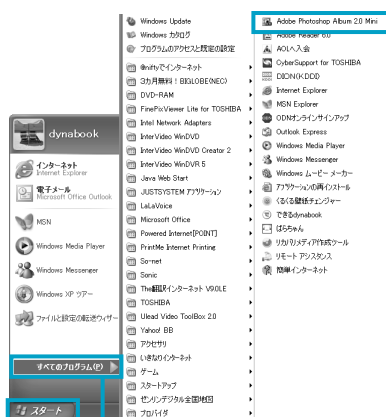 dynabook
インターネット
Internet Explorer
電子メール
Microsoft Office Outlook
MSN
Windows Media Player
Windows Messenger
Windows XP ツアー
ファイルと設定の転送ウィザー
すべてのプログラム(P)
スタート
Windows Update
Windows カタログ
プログラムのアクセスと既定の設定
@niftyでインターネット
3カ月無料!BIGLOBE(NEC)
DVD-RAM
FinePixViewer Lite for TOSHIBA
Intel Network Adapters
InterVideo WinDVD
InterVideo WinDVD Creator 2
InterVideo WinDVR 5
Java Web Start
JUSTSYSTEM アプリケーション
LaLaVoice
Microsoft Office
Powered Internet[POINT]
PrintMe Internet Printing
So-net
Sonic
The翻訳インターネット V9.0LE
TOSHIBA
Ulead Video ToolBox 2.0
Yahoo! BB
アクセサリ
いきなりインターネット
ゲーム
スタートアップ
ゼンリンデジタル全国地図
プロバイダ
Adobe Photoshop Album 2.0 Mini
Adobe Reader 6.0
AOLへ入会
CyberSupport for TOSHIBA
DION(KDDI)
Internet Explorer
MSN Explorer
ODNオンラインサインアップ
Outlook Express
Windows Media Player
Windows Messenger
Windows ムービー メーカー
アプリケーションの再インストール
くるくる壁紙チェンジャー
できるdynabook
ぱらちゃん
リカバリメディア作成ツール
リモート アシスタンス
簡単インターネット